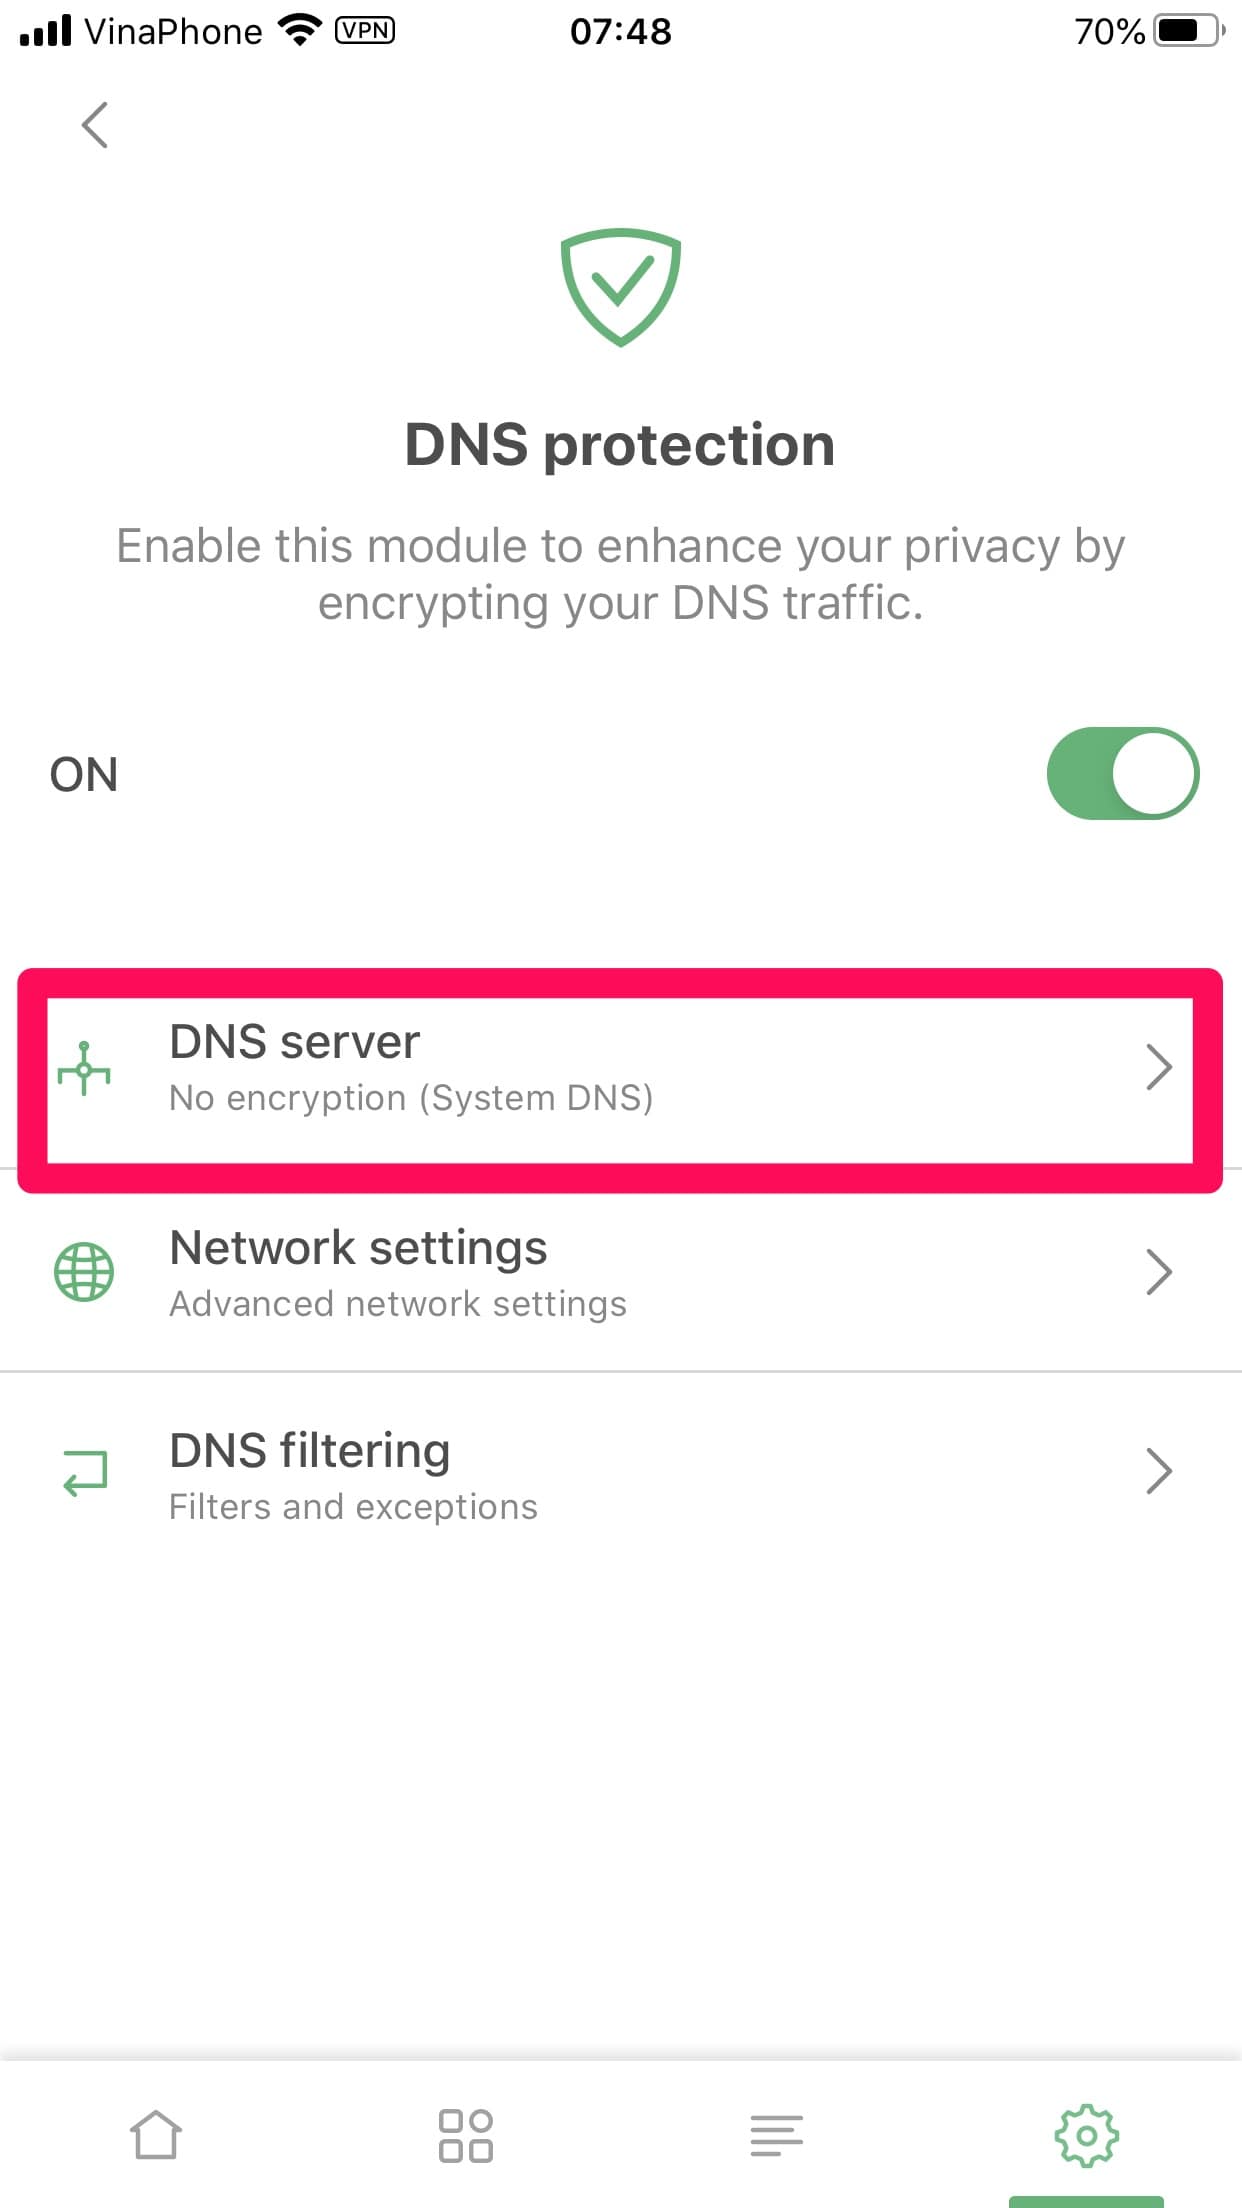 VinaPhone VPN 07:48 70%
DNS protection
Enable this module to enhance your privacy by
encrypting your DNS traffic.
ON
DNS server
No encryption (System DNS)
Network settings
Advanced network settings
DNS filtering
Filters and exceptions